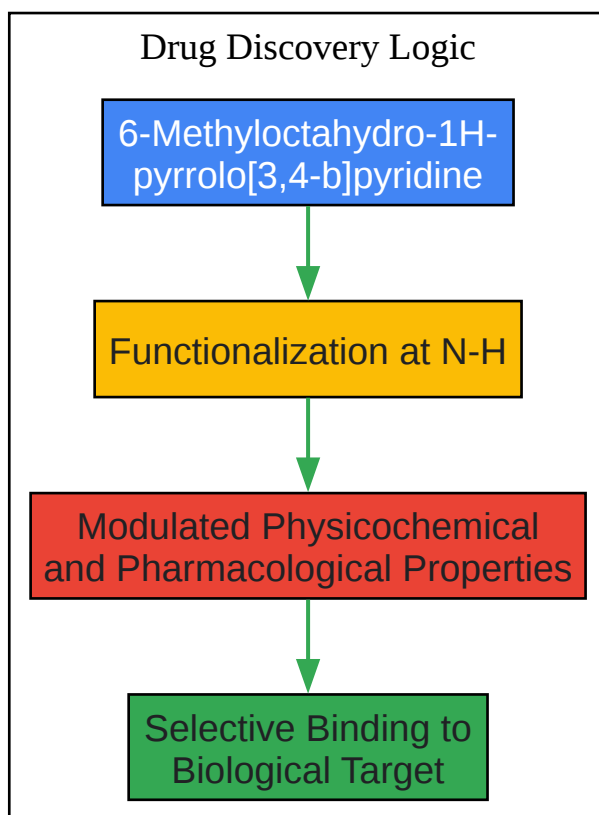 Drug Discovery Logic
6-Methyloctahydro-1H-
pyrrolo[3,4-b]pyridine
Functionalization at N-H
Modulated Physicochemical
and Pharmacological Properties
Selective Binding to
Biological Target